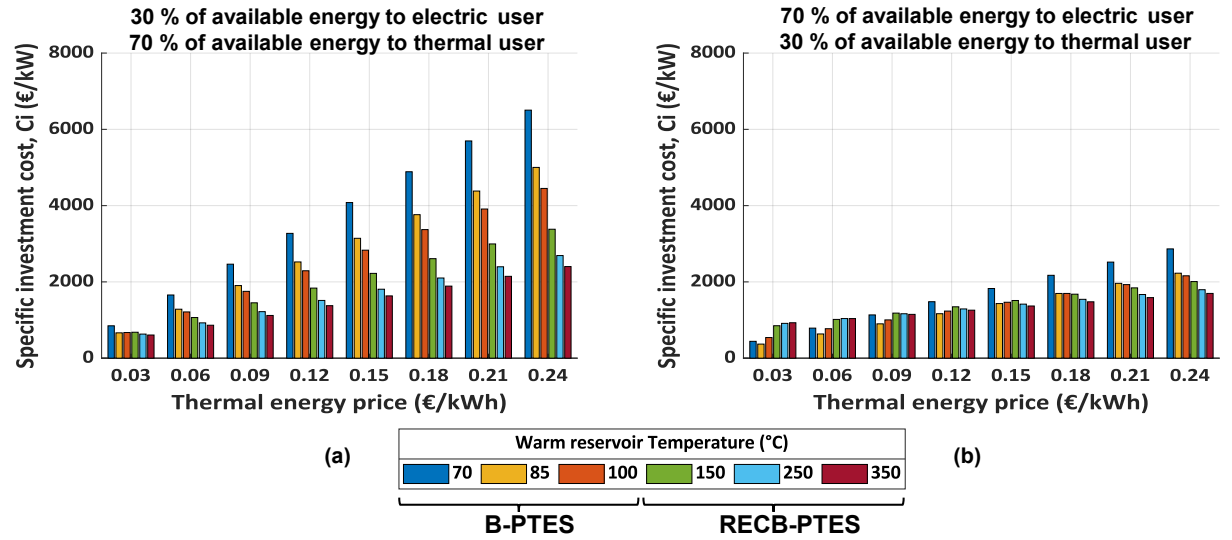 30 % of available energy to electric user
70 % of available energy to thermal user
Specific investment cost, Ci (€/kW)
8000
6000
4000
2000
0
0.03 0.06 0.09 0.12 0.15 0.18 0.21 0.24
Thermal energy price (€/kWh)
(a)
70 % of available energy to electric user
30 % of available energy to thermal user
Specific investment cost, Ci (€/kW)
8000
6000
4000
2000
0
0.03 0.06 0.09 0.12 0.15 0.18 0.21 0.24
Thermal energy price (€/kWh)
(b)
Warm reservoir Temperature (°C)
70 85 100 150 250 350
B-PTES RECB-PTES